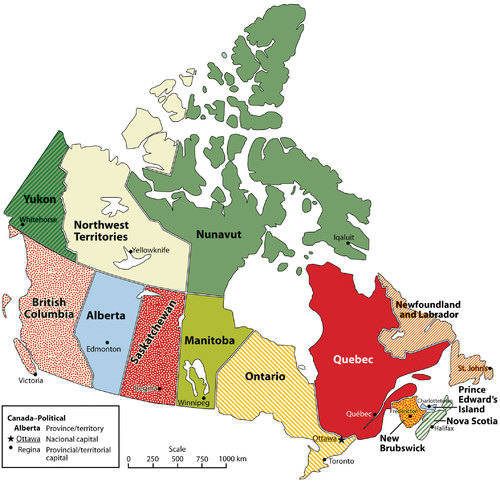 Yukon
Whitehorse
Northwest
Territories
Yellowknife
Nunavut
Iqaluit
British
Columbia
Victoria
Alberta
Edmonton
Saskatchewan
Regina
Manitoba
Winnipeg
Ontario
Ottawa
Toronto
Quebec
Québec
Newfoundland
and Labrador
St. John's
Prince
Edward's
Island
Charlottetown
Fredericton
Nova Scotia
Halifax
New
Brubswick
Canada–Political
Alberta Province/territory
Ottawa Nacional capital
Regina Provincial/territorial
capital
Scale
0 250 500 750 1000 km